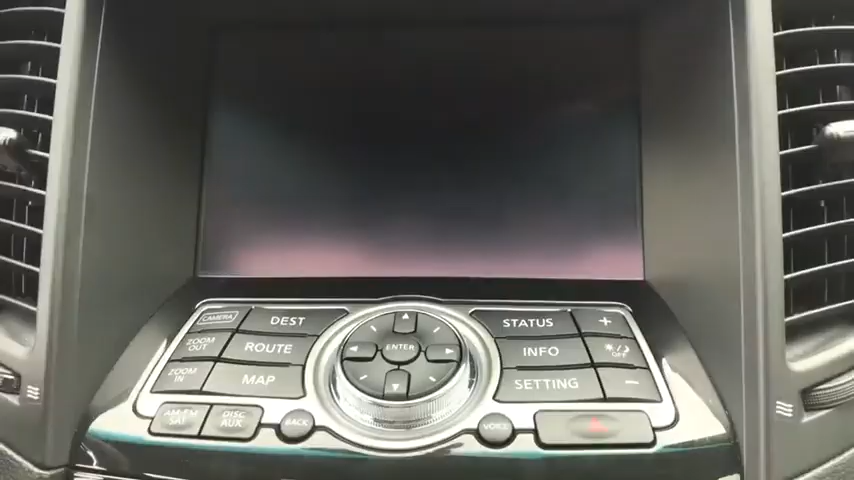 CAMERA
DEST
STATUS
+
ZOOM
OUT
ROUTE
ENTER
INFO
OFF
ZOOM
IN
MAP
SETTING
−
AM·FM
SAT
DISC
AUX
BACK
VOICE